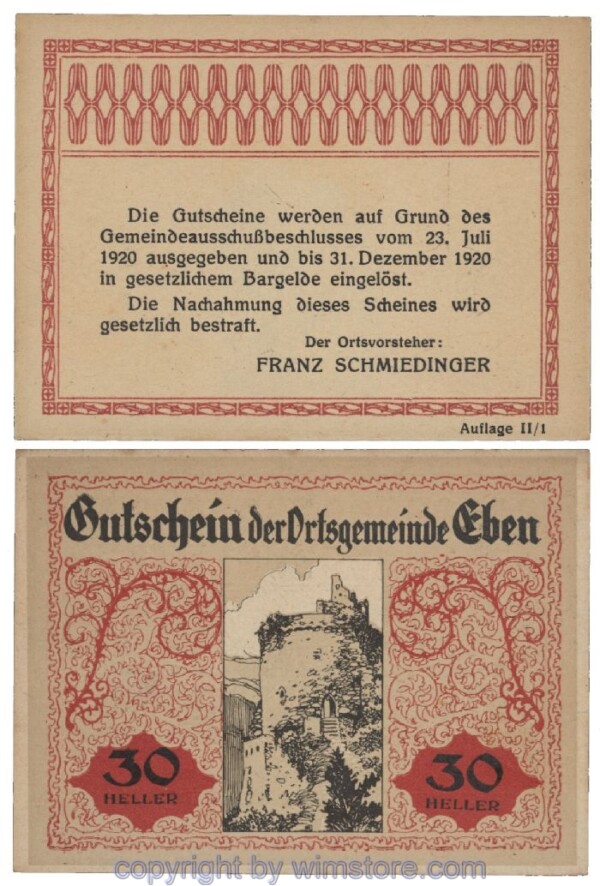 Die Gutscheine werden auf Grund des
Gemeindeausschußbeschlusses vom 23. Juli
1920 ausgegeben und bis 31. Dezember 1920
in gesetzlichem Bargelde eingelöst.
Die Nachahmung dieses Scheines wird
gesetzlich bestraft.
Der Ortsvorsteher:
FRANZ SCHMIEDINGER
Auflage II/1
Gutschein der Ortsgemeinde Eben
30
HELLER
30
HELLER
copyright by wimstore.com